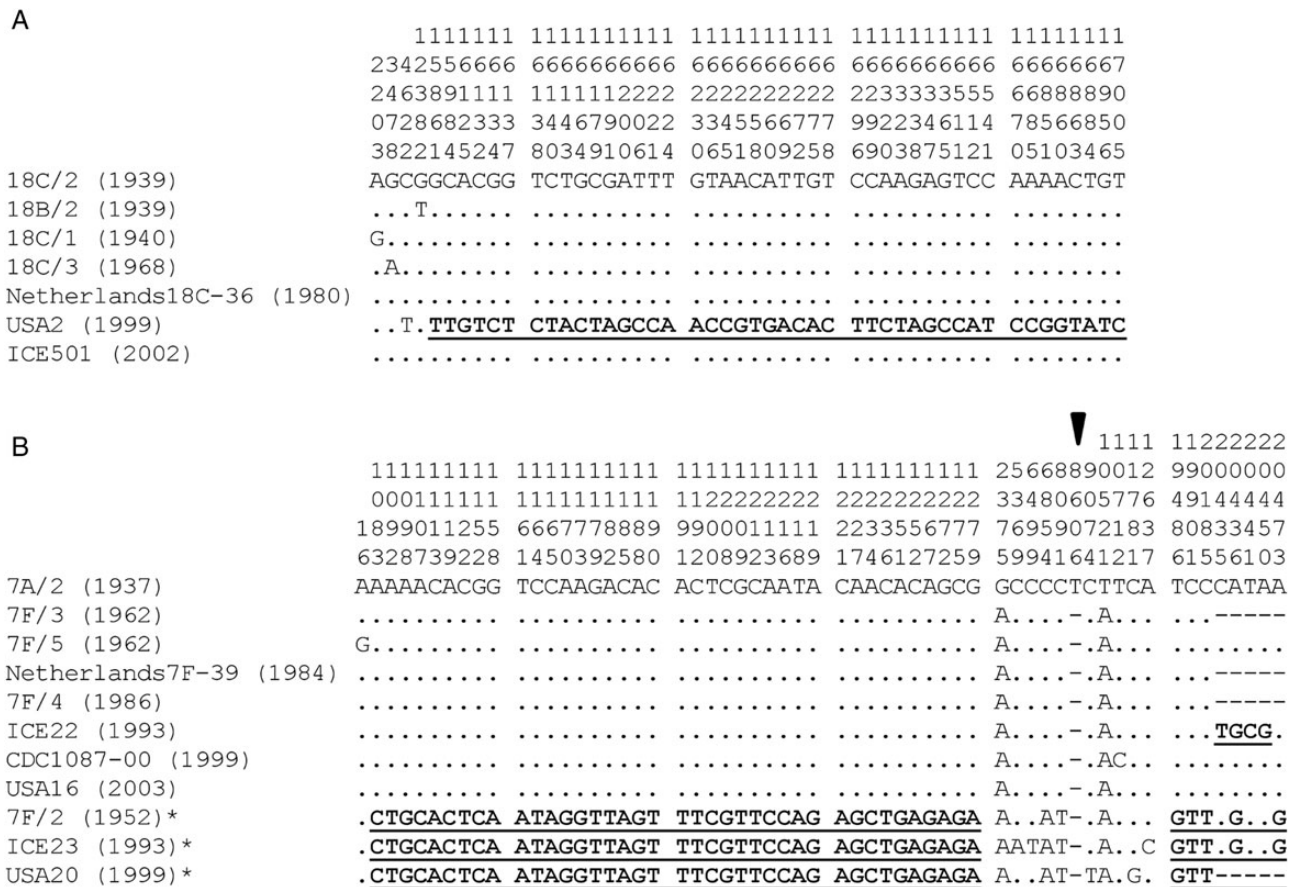 A
1111111 1111111111 1111111111 1111111111 11111111
2342556666 6666666666 6666666666 6666666666 66666667
2463891111 1111112222 2222222222 2233333555 66888890
0728682333 3446790022 3345566777 9922346114 78566850
3822145247 8034910614 0651809258 6903875121 05103465
18C/2 (1939) AGCGGCACGG TCTGCGATTT GTAACATTGT CCAAGAGTCC AAAACTGT
18B/2 (1939) ...T...... .......... .......... .......... ........
18C/1 (1940) G......... .......... .......... .......... ........
18C/3 (1968) .A........ .......... .......... .......... ........
Netherlands18C-36 (1980) .......... .......... .......... .......... ........
USA2 (1999) ..T.TTGTCT CTACTAGCCA ACCGTGACAC TTCTAGCCAT CCGGTATC
ICE501 (2002) .......... .......... .......... .......... ........
B
1111 11222222
111111111 1111111111 1111111111 1111111111 25668890012 99000000
000111111 1111111111 1122222222 2222222222 33480605776 49144444
1899011255 6667778889 9900011111 2233556777 76959072183 80833457
6328739228 1450392580 1208923689 1746127259 59941641217 61556103
7A/2 (1937) AAAAACACGG TCCAAGACAC ACTCGCAATA CAACACAGCG GCCCCTCTTCA TCCCATAA
7F/3 (1962) .......... .......... .......... .......... A....-.A... ...-----
7F/5 (1962) G......... .......... .......... .......... A....-.A... ........
Netherlands7F-39 (1984) .......... .......... .......... .......... A....-.A... ...-----
7F/4 (1986) .......... .......... .......... .......... A....-.A... ...-----
ICE22 (1993) .......... .......... .......... .......... A....-.A... ...TGCG.
CDC1087-00 (1999) .......... .......... .......... .......... A....-.AC.. ........
USA16 (2003) .......... .......... .......... .......... A....-.A... ........
7F/2 (1952)* .CTGCACTCA ATAGGTTAGT TTCGTTCCAG AGCTGAGAGA A..AT-.A... GTT.G..G
ICE23 (1993)* .CTGCACTCA ATAGGTTAGT TTCGTTCCAG AGCTGAGAGA AATAT-.A..C GTT.G..G
USA20 (1999)* .CTGCACTCA ATAGGTTAGT TTCGTTCCAG AGCTGAGAGA A..AT-TA.G. GTT-----